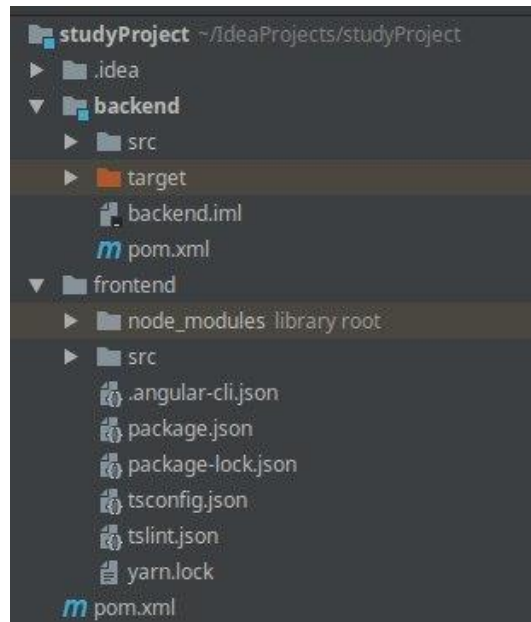 studyProject ~/IdeaProjects/studyProject
.idea
backend
src
target
backend.iml
pom.xml
frontend
node_modules library root
src
.angular-cli.json
package.json
package-lock.json
tsconfig.json
tslint.json
yarn.lock
pom.xml